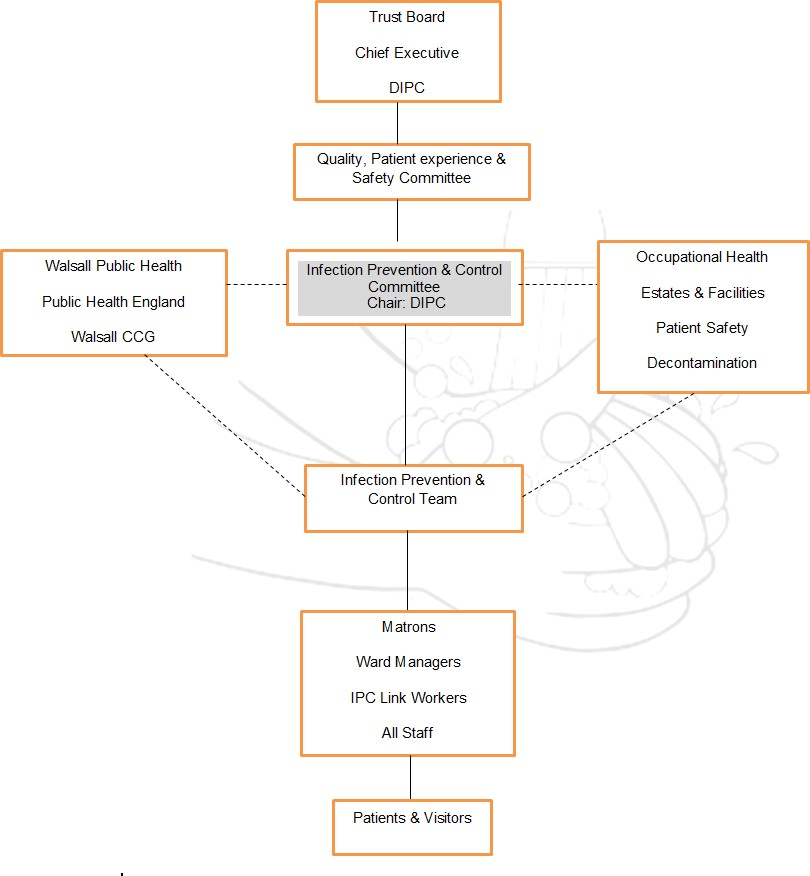 Trust Board
Chief Executive
DIPC
Quality, Patient experience &
Safety Committee
Walsall Public Health
Public Health England
Walsall CCG
Infection Prevention & Control
Committee
Chair: DIPC
Occupational Health
Estates & Facilities
Patient Safety
Decontamination
Infection Prevention &
Control Team
Matrons
Ward Managers
IPC Link Workers
All Staff
Patients & Visitors